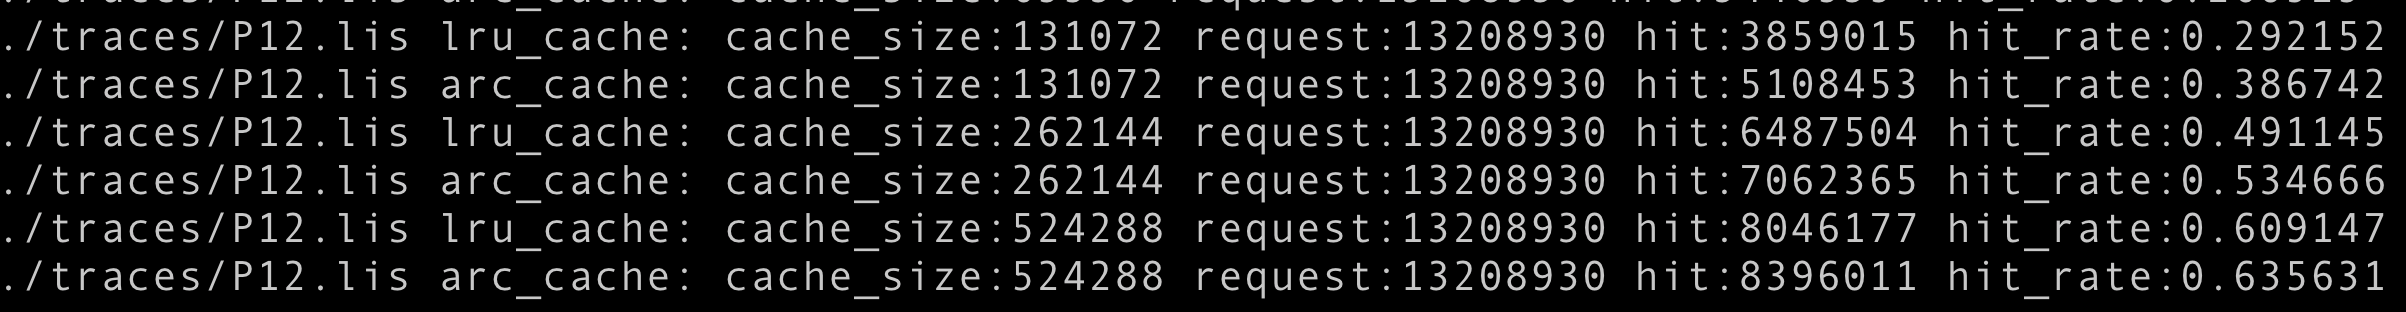 ./traces/P12.lis lru_cache: cache_size:131072 request:13208930 hit:3859015 hit_rate:0.292152
./traces/P12.lis arc_cache: cache_size:131072 request:13208930 hit:5108453 hit_rate:0.386742
./traces/P12.lis lru_cache: cache_size:262144 request:13208930 hit:6487504 hit_rate:0.491145
./traces/P12.lis arc_cache: cache_size:262144 request:13208930 hit:7062365 hit_rate:0.534666
./traces/P12.lis lru_cache: cache_size:524288 request:13208930 hit:8046177 hit_rate:0.609147
./traces/P12.lis arc_cache: cache_size:524288 request:13208930 hit:8396011 hit_rate:0.635631